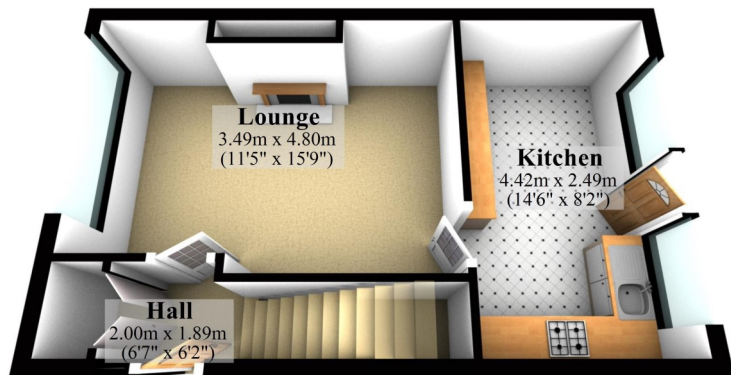 Lounge
3.49m x 4.80m
(11'5" x 15'9")
Kitchen
4.42m x 2.49m
(14'6" x 8'2")
Hall
2.00m x 1.89m
(6'7" x 6'2")